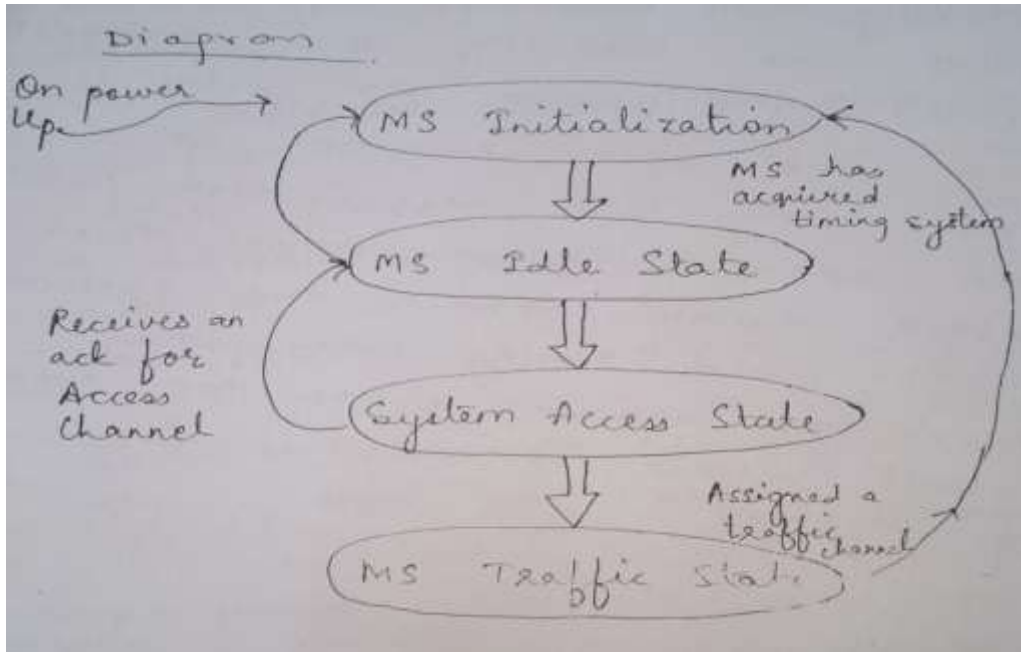 Diagram
On power
Up.
MS Initialization
MS has
acquiered
timing system
MS Idle State
Receives an
ack for
Access
Channel
System Access State
Assigned a
traffic
channel
MS Traffic State